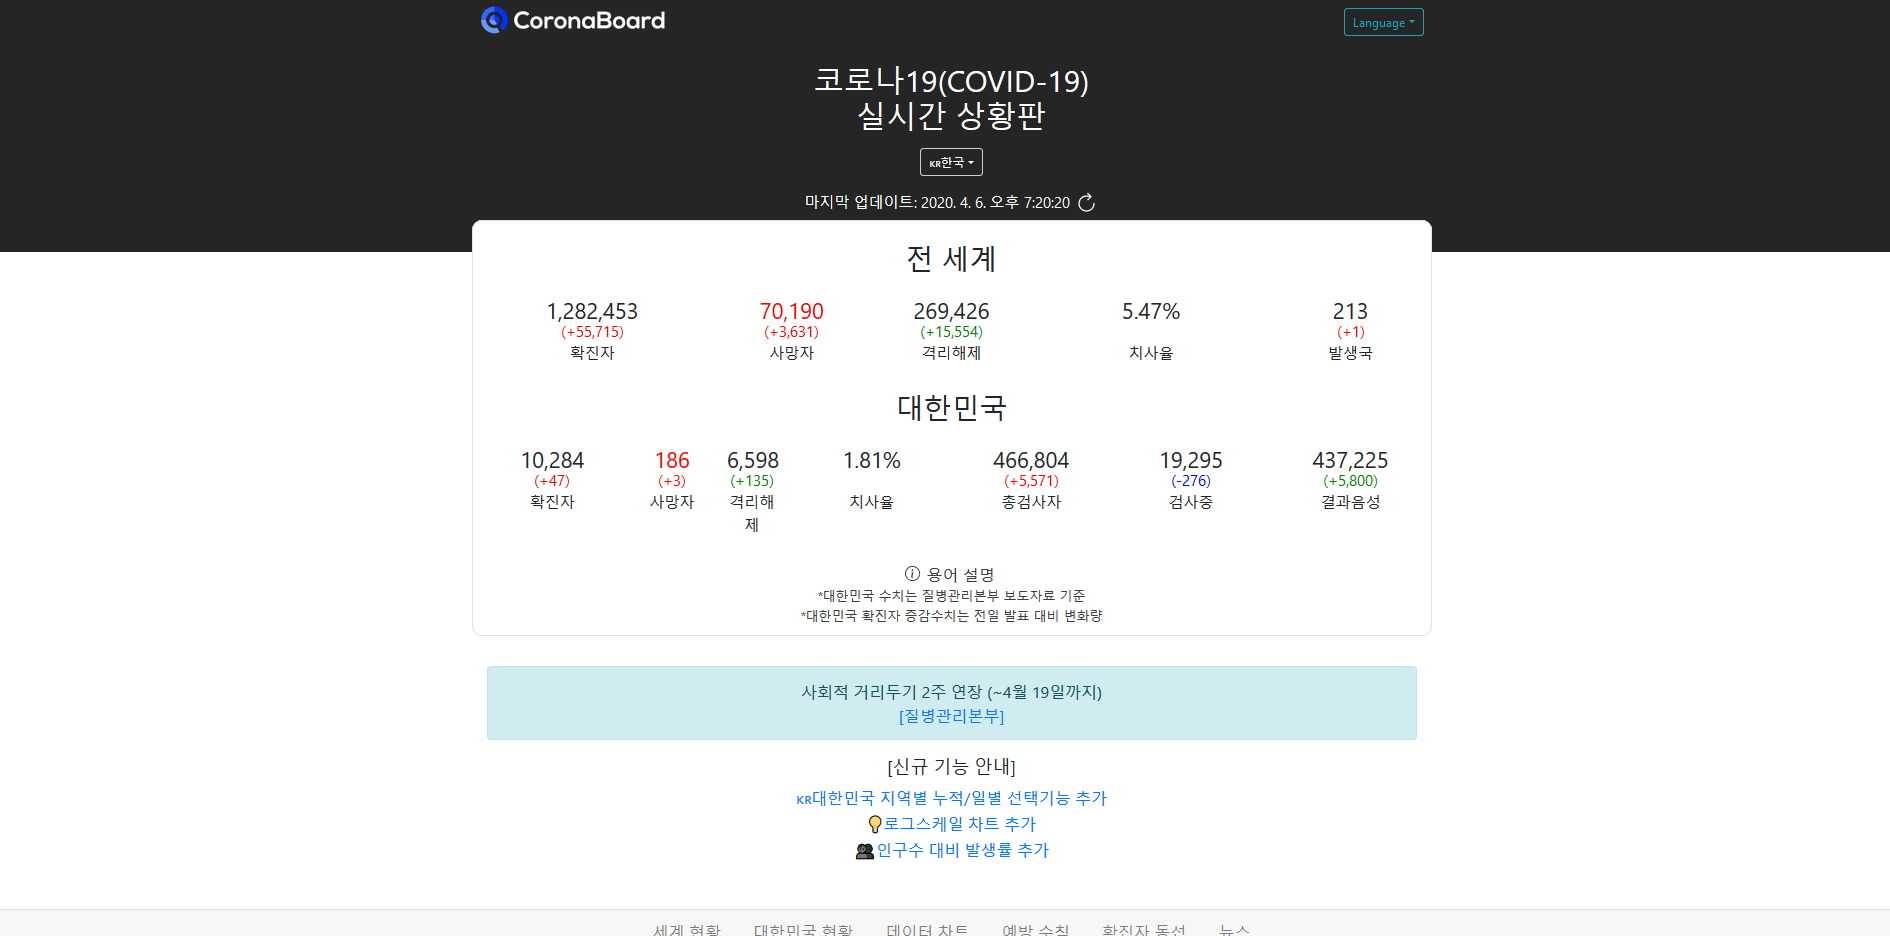 CoronaBoard
Language
코로나19(COVID-19)
실시간 상황판
KR한국
마지막 업데이트: 2020. 4. 6. 오후 7:20:20
전 세계
1,282,453 70,190 269,426 5.47% 213
(+55,715) (+3,631) (+15,554) (+1)
확진자 사망자 격리해제 치사율 발생국
대한민국
10,284 186 6,598 1.81% 466,804 19,295 437,225
(+47) (+3) (+135) (+5,571) (-276) (+5,800)
확진자 사망자 격리해 치사율 총검사자 검사중 결과음성
제
용어 설명
*대한민국 수치는 질병관리본부 보도자료 기준
*대한민국 확진자 증감수치는 전일 발표 대비 변화량
사회적 거리두기 2주 연장 (~4월 19일까지)
[질병관리본부]
[신규 기능 안내]
KR대한민국 지역별 누적/일별 선택기능 추가
로그스케일 차트 추가
인구수 대비 발생률 추가
세계 현황 대한민국 현황 데이터 차트 예방 수칙 확진자 동선 뉴스